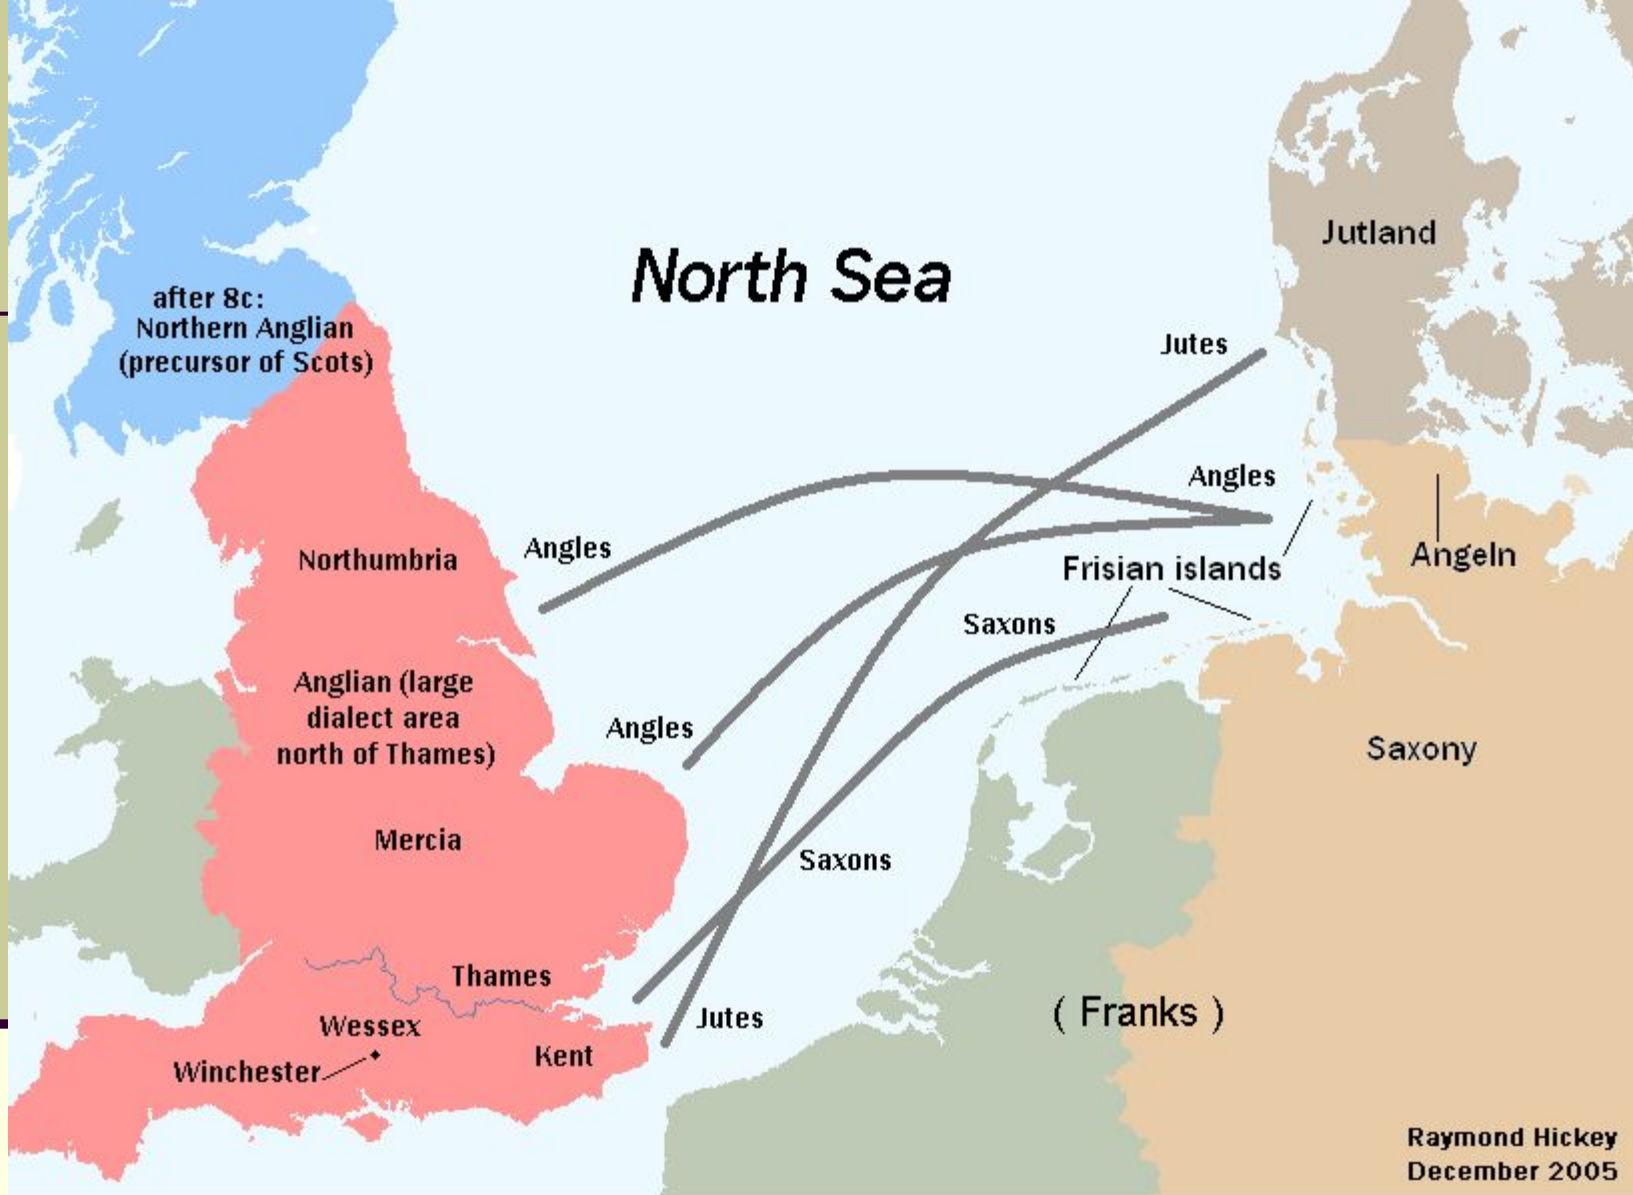 North Sea
Jutland
after 8c:
Northern Anglian
(precursor of Scots)
Jutes
Angles
Angles
Northumbria
Frisian islands
Angeln
Saxons
Anglian (large
dialect area
north of Thames)
Angles
Saxony
Mercia
Saxons
Thames
Wessex
Jutes
( Franks )
Kent
Winchester
Raymond Hickey
December 2005